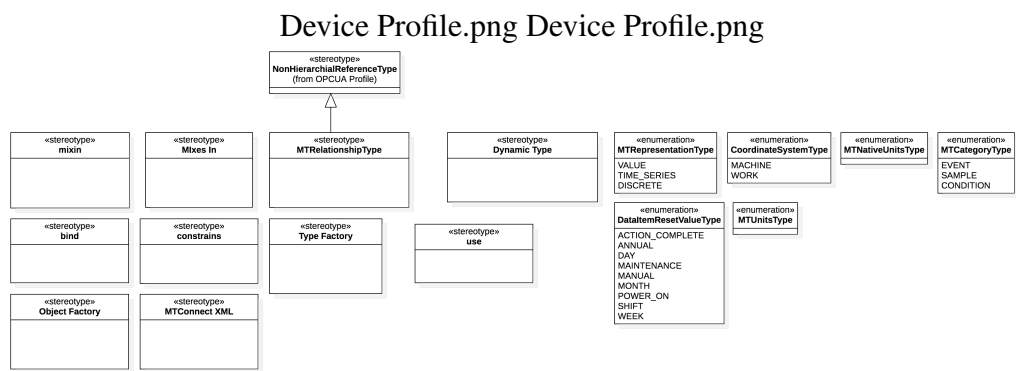 Device Profile.png Device Profile.png
«stereotype»
NonHierarchialReferenceType
(from OPCUA Profile)
«stereotype»
mixin
«stereotype»
MIxes In
«stereotype»
MTRelationshipType
«stereotype»
Dynamic Type
«enumeration»
MTRepresentationType
VALUE
TIME_SERIES
DISCRETE
«enumeration»
CoordinateSystemType
MACHINE
WORK
«enumeration»
MTNativeUnitsType
«enumeration»
MTCategoryType
EVENT
SAMPLE
CONDITION
«stereotype»
bind
«stereotype»
constrains
«stereotype»
Type Factory
«stereotype»
use
«enumeration»
DataItemResetValueType
ACTION_COMPLETE
ANNUAL
DAY
MAINTENANCE
MANUAL
MONTH
POWER_ON
SHIFT
WEEK
«enumeration»
MTUnitsType
«stereotype»
Object Factory
«stereotype»
MTConnect XML